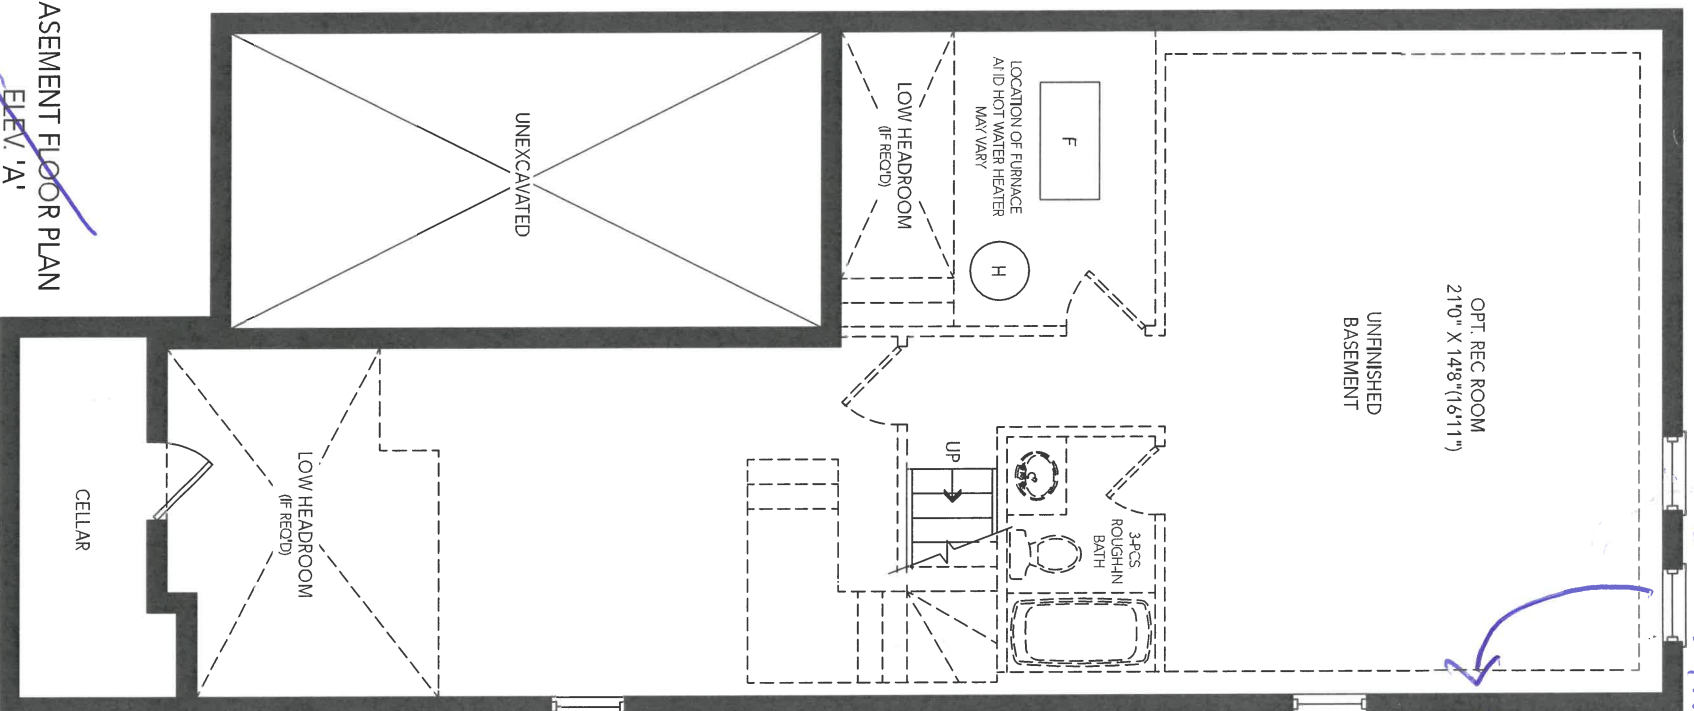 ASEMENT FLOOR PLAN
ELEV. 'A'
UNEXCAVATED
LOW HEADROOM
(IF REQ'D)
LOCATION OF FURNACE
AND HOT WATER HEATER
MAY VARY
F
H
OPT. REC ROOM
21'0" X 14'8"(16'11")
UNFINISHED
BASEMENT
UP
3-PCS
ROUGH-IN
BATH
LOW HEADROOM
(IF REQ'D)
CELLAR